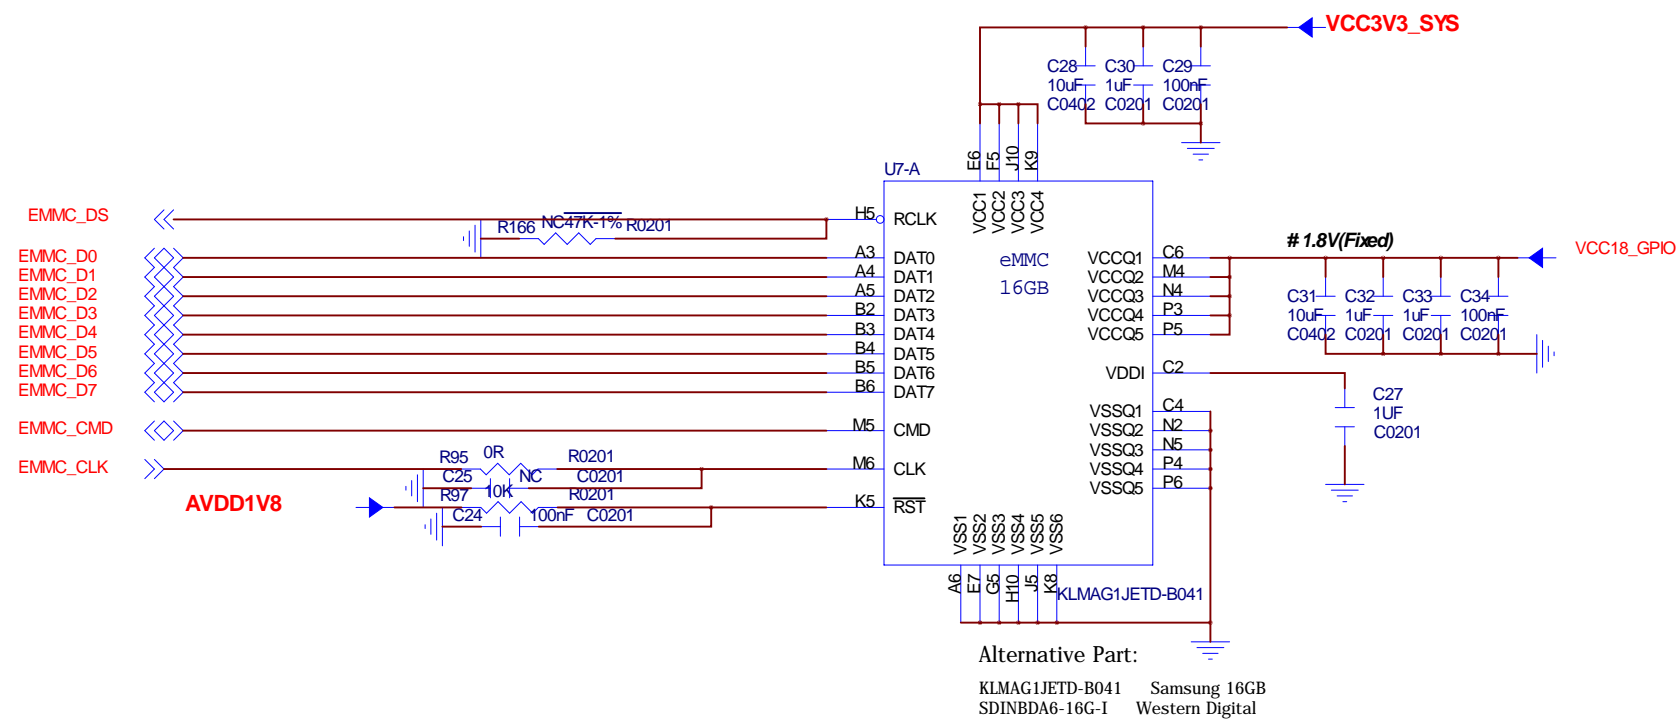 VCC3V3_SYS
C28 C30 C29
10uF 1uF 100nF
C0402 C0201 C0201
E6 F5 J10 K9
U7-A
VCC1 VCC2 VCC3 VCC4
EMMC_DS
R166 NC47K-1% R0201
H5 RCLK
EMMC_D0 A3 DAT0
EMMC_D1 A4 DAT1
EMMC_D2 A5 DAT2
EMMC_D3 B2 DAT3
EMMC_D4 B3 DAT4
EMMC_D5 B4 DAT5
EMMC_D6 B5 DAT6
EMMC_D7 B6 DAT7
EMMC_CMD M5 CMD
EMMC_CLK
R95 0R R0201
M6 CLK
C25 NC C0201
AVDD1V8
R97 10K R0201
K5 RST
C24 100nF C0201
eMMC
16GB
# 1.8V(Fixed)
VCC18_GPIO
VCCQ1 C6
VCCQ2 M4
VCCQ3 N4
VCCQ4 P3
VCCQ5 P5
C31 C32 C33 C34
10uF 1uF 1uF 100nF
C0402 C0201 C0201 C0201
VDDI C2
C27
1UF
C0201
VSSQ1 C4
VSSQ2 N2
VSSQ3 N5
VSSQ4 P4
VSSQ5 P6
VSS1 VSS2 VSS3 VSS4 VSS5 VSS6
A6 E7 G5 H10 J5 K8
KLMAG1JETD-B041
Alternative Part:
KLMAG1JETD-B041 Samsung 16GB
SDINBDA6-16G-I Western Digital